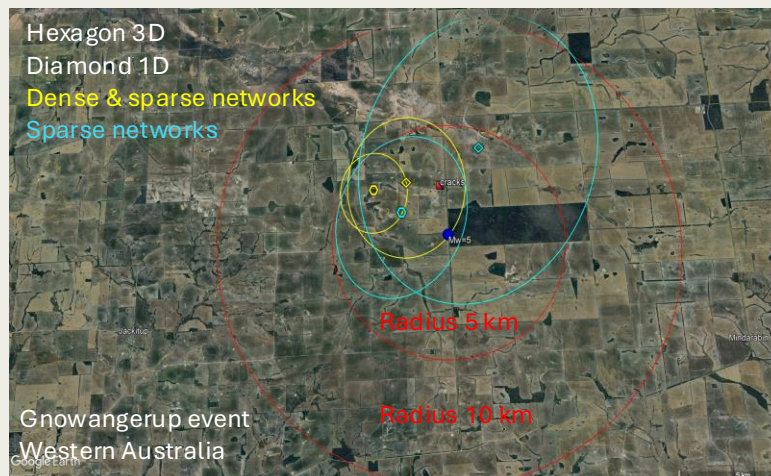 Hexagon 3D
Diamond 1D
Dense & sparse networks
Sparse networks
cracks
Mw=5
Radius 5 km
Jackitup
Mindarabin
Radius 10 km
Gnowangerup event
Western Australia
Google Earth
5 km